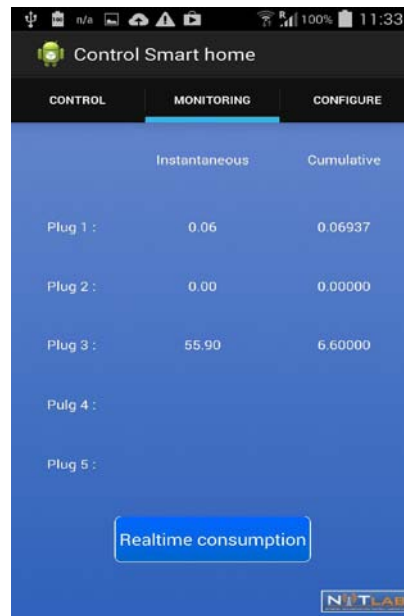 n/a R 100% 11:33
Control Smart home
CONTROL MONITORING CONFIGURE
Instantaneous Cumulative
Plug 1 : 0.06 0.06937
Plug 2 : 0.00 0.00000
Plug 3 : 55.90 6.60000
Pulg 4 :
Plug 5 :
Realtime consumption